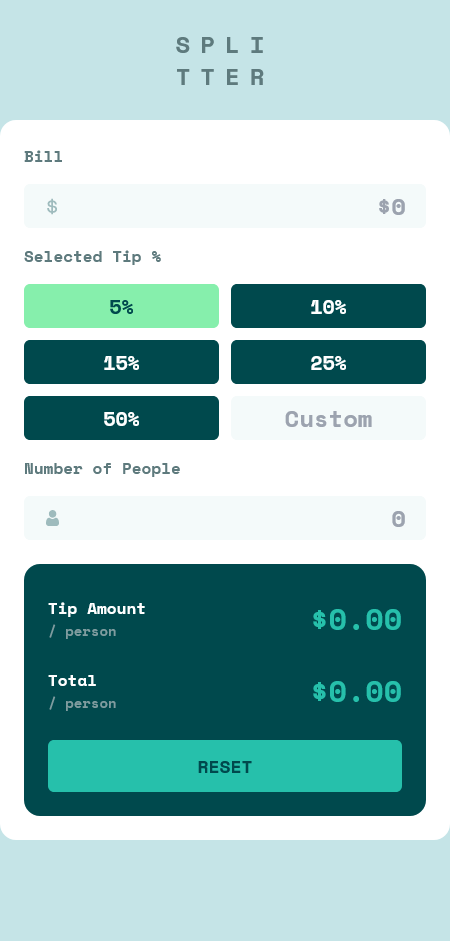 SPLI
TTER
Bill
$ $0
Selected Tip %
5% 10%
15% 25%
50% Custom
Number of People
0
Tip Amount
/ person
$0.00
Total
/ person
$0.00
RESET